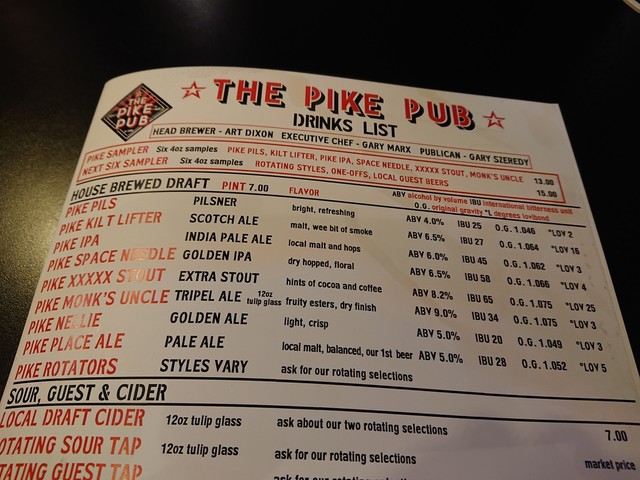 THE PIKE PUB
THE PIKE PUB
DRINKS LIST
HEAD BREWER - ART DIXON EXECUTIVE CHEF - GARY MARX PUBLICAN - GARY SZEREDY
PIKE SAMPLER Six 4oz samples PIKE PILS, KILT LIFTER, PIKE IPA, SPACE NEEDLE, XXXXX STOUT, MONK'S UNCLE 13.00
NEXT SIX SAMPLER Six 4oz samples ROTATING STYLES, ONE-OFFS, LOCAL GUEST BEERS 15.00
HOUSE BREWED DRAFT PINT 7.00 FLAVOR ABV alcohol by volume IBU international bitterness unit
O.G. original gravity °L degrees lovibond
PIKE PILS PILSNER bright, refreshing ABV 4.0% IBU 25 O.G. 1.046 °LOV 2
PIKE KILT LIFTER SCOTCH ALE malt, wee bit of smoke ABV 6.5% IBU 27 O.G. 1.064 °LOV 16
PIKE IPA INDIA PALE ALE local malt and hops ABV 6.0% IBU 45 O.G. 1.062 °LOV 3
PIKE SPACE NEEDLE GOLDEN IPA dry hopped, floral ABV 6.5% IBU 58 O.G. 1.066 °LOV 4
PIKE XXXXX STOUT EXTRA STOUT hints of cocoa and coffee ABV 8.2% IBU 65 O.G. 1.075 °LOV 25
PIKE MONK'S UNCLE TRIPEL ALE 12oz tulip glass fruity esters, dry finish ABV 9.0% IBU 34 O.G. 1.075 °LOV 3
PIKE NELLIE GOLDEN ALE light, crisp ABV 5.0% IBU 20 O.G. 1.049 °LOV 3
PIKE PLACE ALE PALE ALE local malt, balanced, our 1st beer ABV 5.0% IBU 28 O.G. 1.052 °LOV 5
PIKE ROTATORS STYLES VARY ask for our rotating selections
SOUR, GUEST & CIDER
LOCAL DRAFT CIDER 12oz tulip glass ask about our two rotating selections 7.00
OTATING SOUR TAP 12oz tulip glass ask for our rotating selections market price
TATING GUEST TAP ask for our rotating